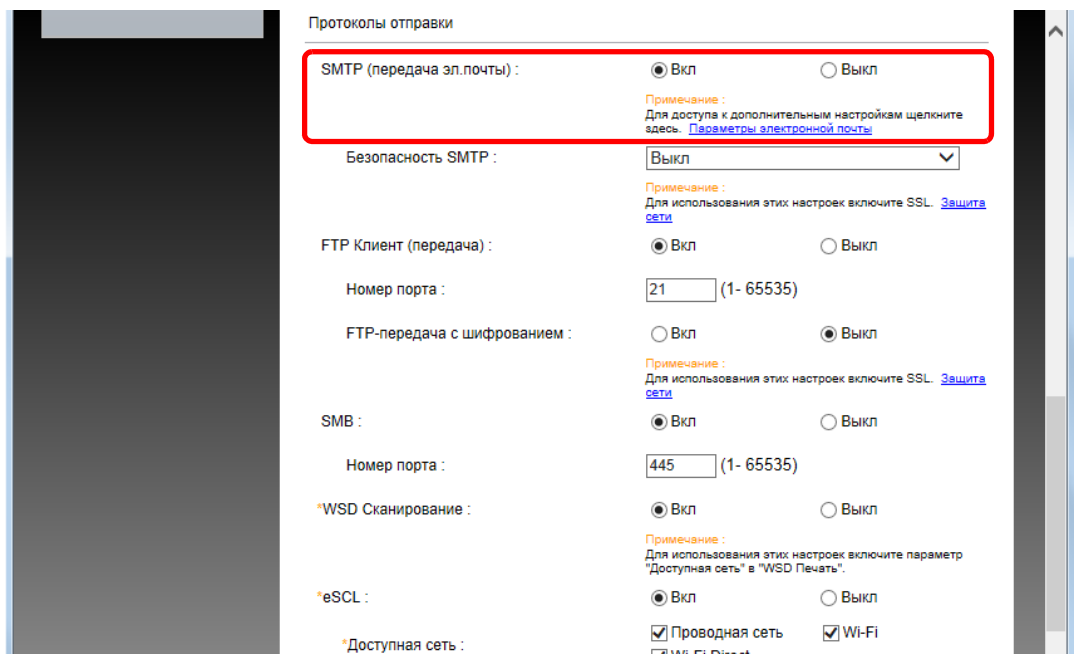 Протоколы отправки
SMTP (передача эл.почты) : Вкл Выкл
Примечание :
Для доступа к дополнительным настройкам щелкните
здесь. Параметры электронной почты
Безопасность SMTP : Выкл
Примечание :
Для использования этих настроек включите SSL. Защита
сети
FTP Клиент (передача) : Вкл Выкл
Номер порта : 21 (1- 65535)
FTP-передача с шифрованием : Вкл Выкл
Примечание :
Для использования этих настроек включите SSL. Защита
сети
SMB : Вкл Выкл
Номер порта : 445 (1- 65535)
*WSD Сканирование : Вкл Выкл
Примечание :
Для использования этих настроек включите параметр
"Доступная сеть" в "WSD Печать".
*eSCL : Вкл Выкл
*Доступная сеть : Проводная сеть Wi-Fi
Wi-Fi Direct